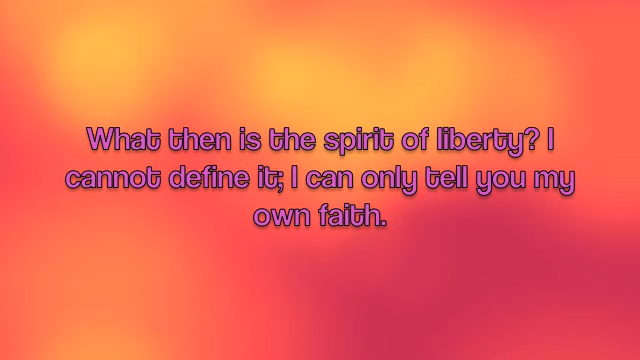 What then is the spirit of liberty? I
cannot define it; I can only tell you my
own faith.